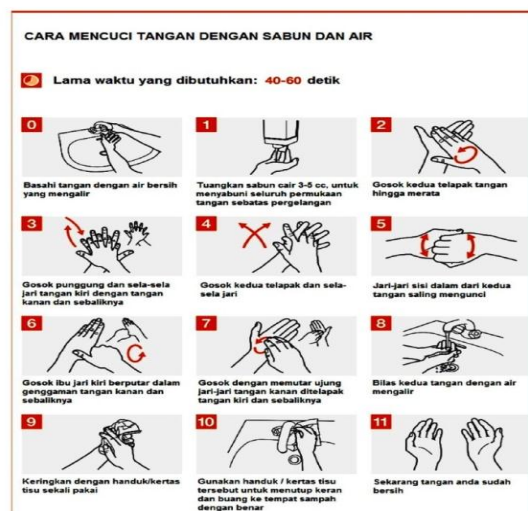 CARA MENCUCI TANGAN DENGAN SABUN DAN AIR
Lama waktu yang dibutuhkan: 40-60 detik
0
Basahi tangan dengan air bersih
yang mengalir
1
Tuangkan sabun cair 3-5 cc, untuk
menyabuni seluruh permukaan
tangan sebatas pergelangan
2
Gosok kedua telapak tangan
hingga merata
3
Gosok punggung dan sela-sela
jari tangan kiri dengan tangan
kanan dan sebaliknya
4
Gosok kedua telapak dan sela-
sela jari
5
Jari-jari sisi dalam dari kedua
tangan saling mengunci
6
Gosok ibu jari kiri berputar dalam
genggaman tangan kanan dan
sebaliknya
7
Gosok dengan memutar ujung
jari-jari tangan kanan ditelapak
tangan kiri dan sebaliknya
8
Bilas kedua tangan dengan air
mengalir
9
Keringkan dengan handuk/kertas
tisu sekali pakai
10
Gunakan handuk / kertas tisu
tersebut untuk menutup keran
dan buang ke tempat sampah
dengan benar
11
Sekarang tangan anda sudah
bersih